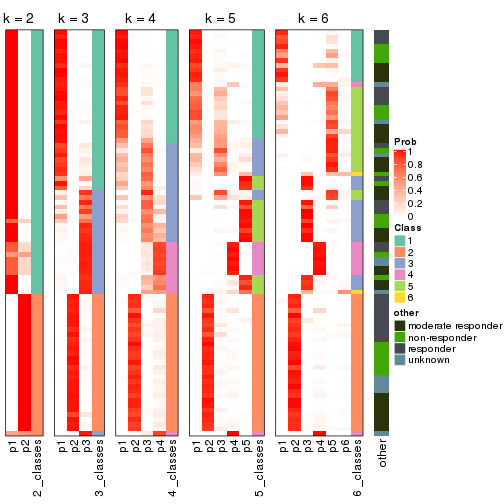 k = 2 k = 3 k = 4 k = 5 k = 6
Prob
1
0.8
0.6
0.4
0.2
0
Class
1
2
3
4
5
6
other
moderate responder
non-responder
responder
unknown
p1 p2 2_classes p1 p2 p3 3_classes p1 p2 p3 p4 4_classes p1 p2 p3 p4 p5 5_classes p1 p2 p3 p4 p5 p6 6_classes other